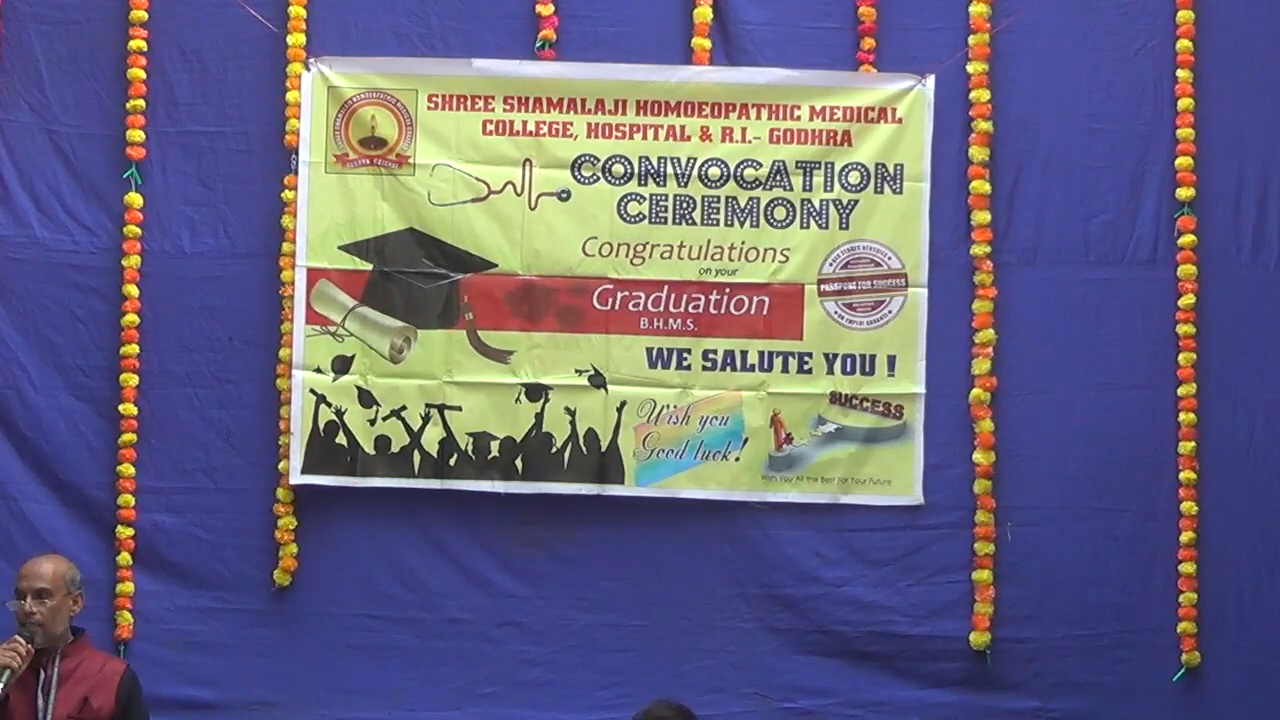 SHREE SHAMALAJI HOMOEOPATHIC MEDICAL
COLLEGE, HOSPITAL & R.I.- GODHRA
CONVOCATION
CEREMONY
Congratulations
on your
Graduation
B.H.M.S.
PASSPORT FOR SUCCESS
WE SALUTE YOU !
Wish you
Good luck!
SUCCESS
Wish You All the Best For Your Future